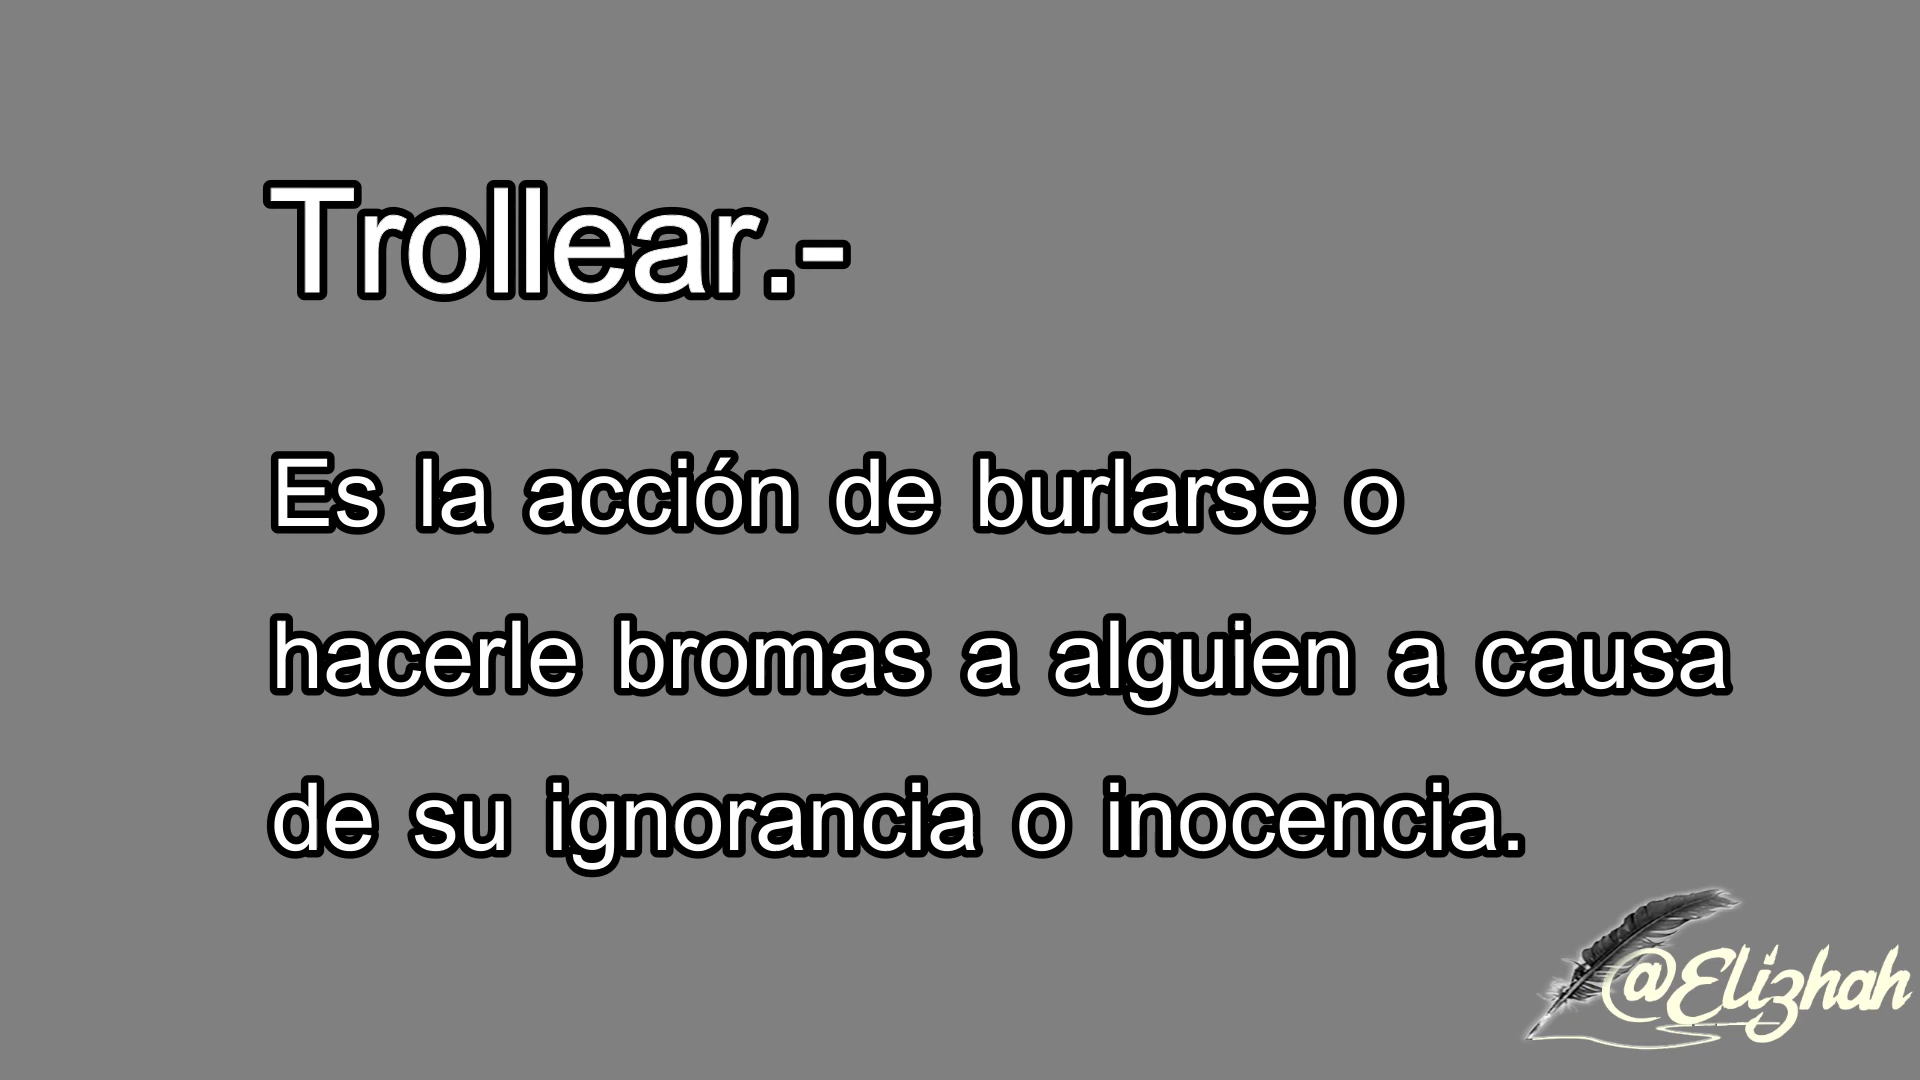 Trollear.-
Es la acción de burlarse o
hacerle bromas a alguien a causa
de su ignorancia o inocencia.
@Elizhah